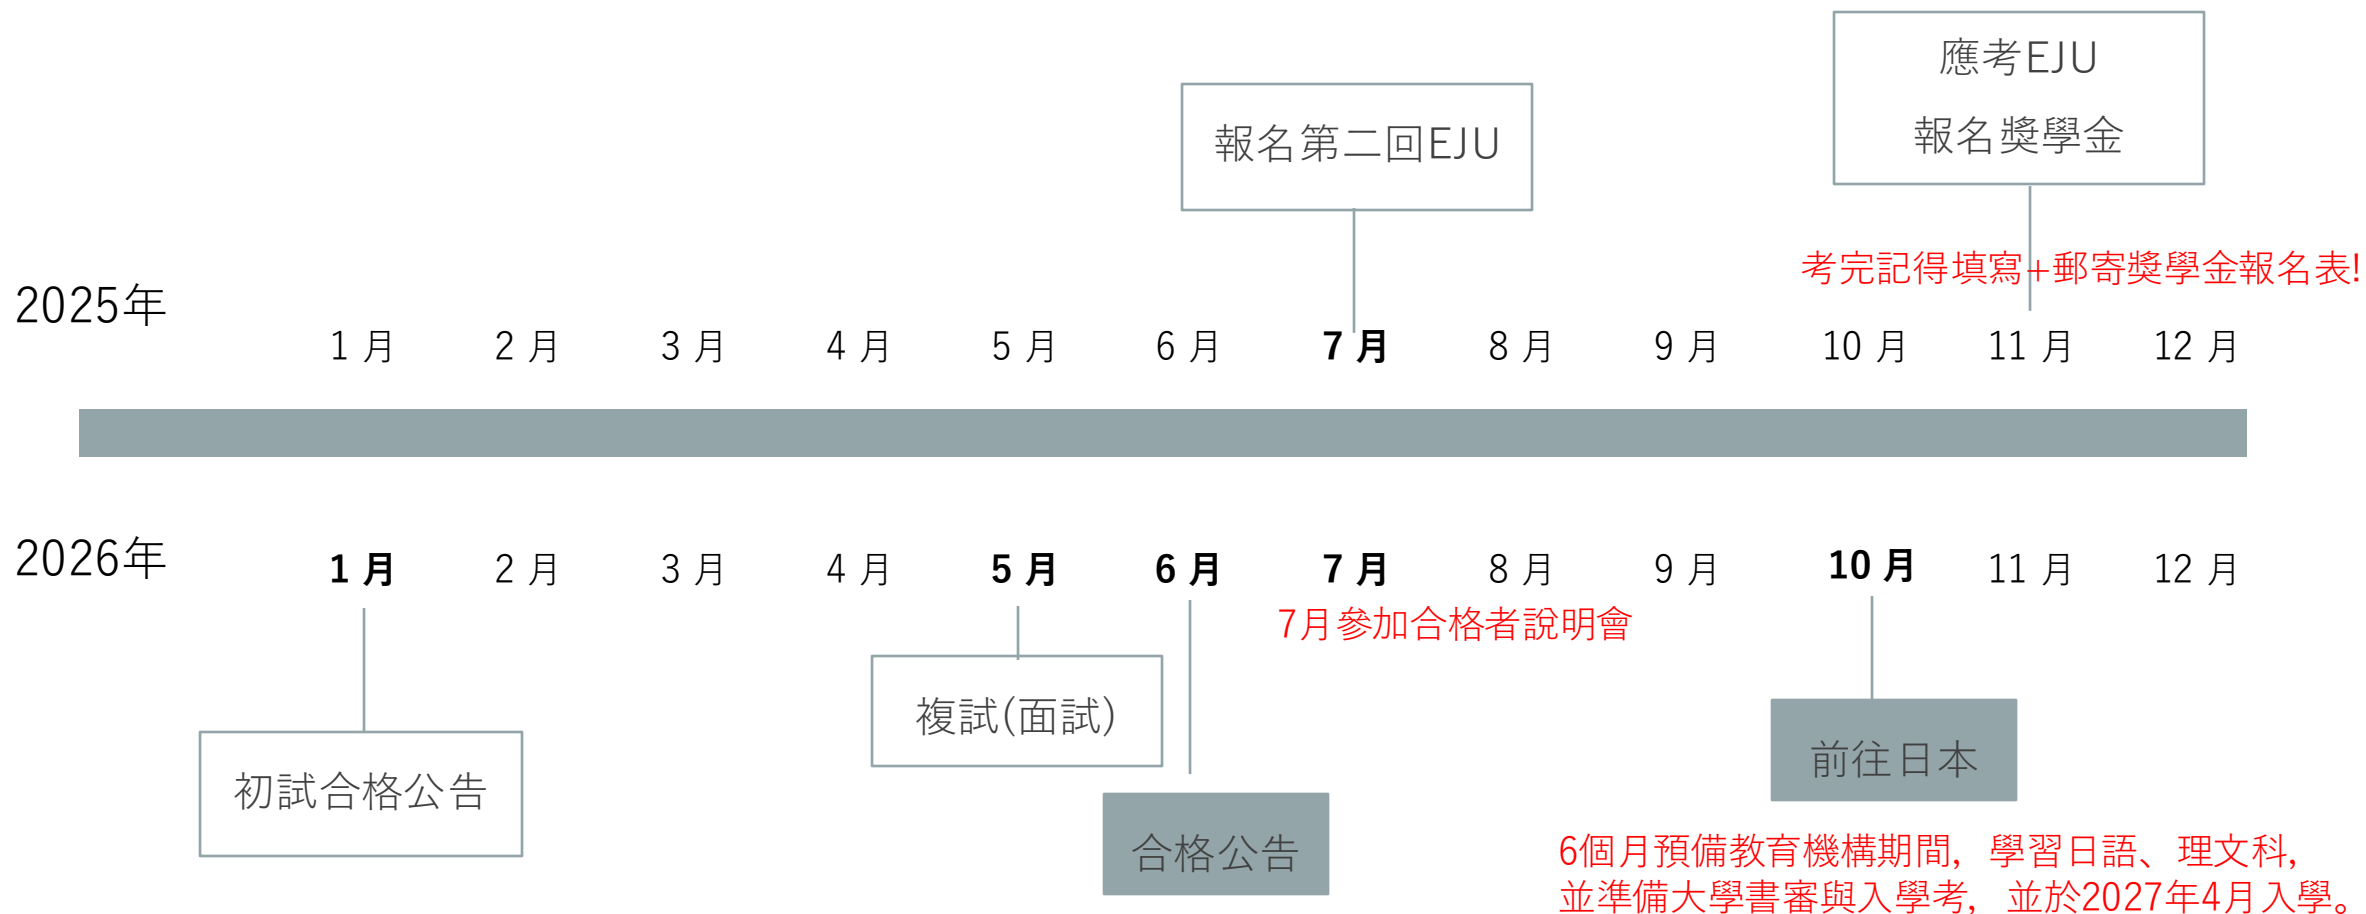 應考EJU
報名獎學金
報名第二回EJU
考完記得填寫+郵寄獎學金報名表!
2025年
1 月 2 月 3 月 4 月 5 月 6 月 7 月 8 月 9 月 10 月 11 月 12 月
2026年
1 月 2 月 3 月 4 月 5 月 6 月 7 月 8 月 9 月 10 月 11 月 12 月
7月參加合格者說明會
複試(面試)
初試合格公告
合格公告
前往日本
6個月預備教育機構期間，學習日語、理文科，
並準備大學書審與入學考，並於2027年4月入學。